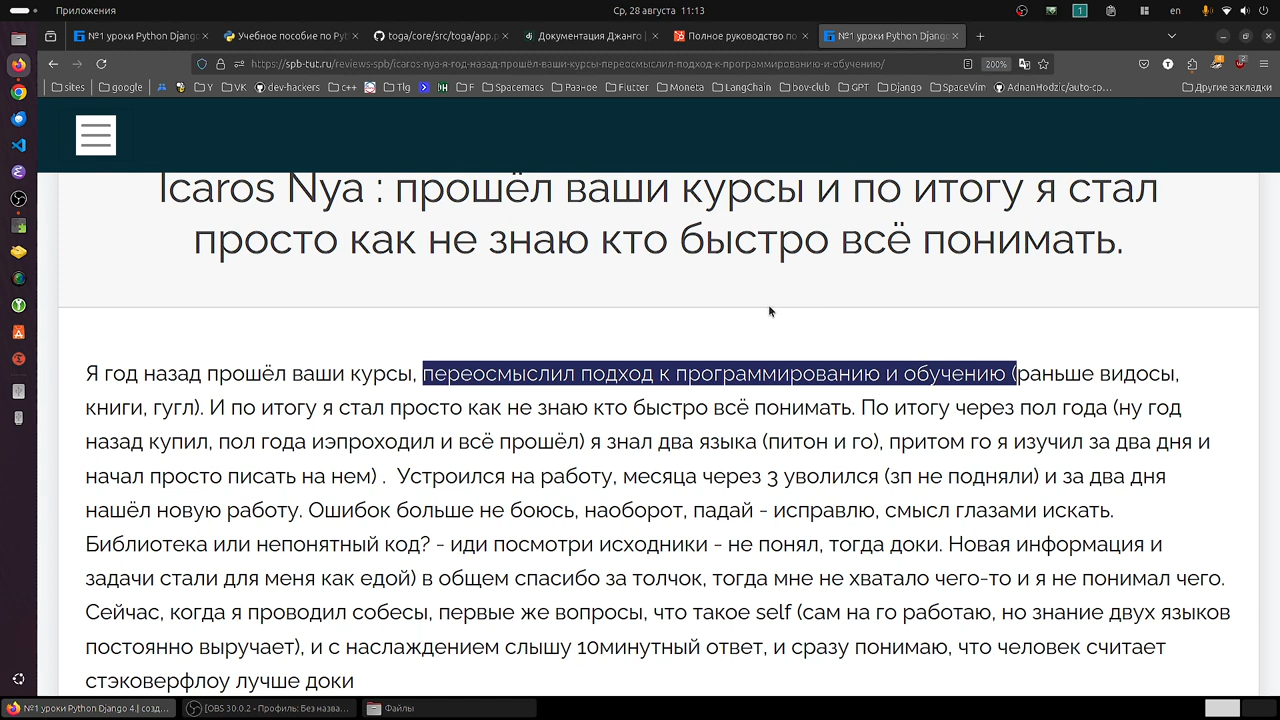 Приложения
Ср, 28 августа 11:13
1
en
№1 уроки Python Django
Учебное пособие по Py
toga/core/src/toga/app.p
Документация Джанго |
Полное руководство по
№1 уроки Python Django
https://spb-tut.ru/reviews-spb/icaros-nya-я-год-назад-прошёл-ваши-курсы-переосмыслил-подход-к-программированию-и-обучению/
200%
sites
google
Y
VK
dev-hackers
c++
Tlg
F
Spacemacs
Разное
Flutter
Moneta
LangChain
bov-club
GPT
Django
SpaceVim
AdnanHodzic/auto-cp...
Другие закладки
Icaros Nya : прошёл ваши курсы и по итогу я стал
просто как не знаю кто быстро всё понимать.
Я год назад прошёл ваши курсы, переосмыслил подход к программированию и обучению (раньше видосы,
книги, гугл). И по итогу я стал просто как не знаю кто быстро всё понимать. По итогу через пол года (ну год
назад купил, пол года иэпроходил и всё прошёл) я знал два языка (питон и го), притом го я изучил за два дня и
начал просто писать на нем) .  Устроился на работу, месяца через 3 уволился (зп не подняли) и за два дня
нашёл новую работу. Ошибок больше не боюсь, наоборот, падай - исправлю, смысл глазами искать.
Библиотека или непонятный код? - иди посмотри исходники - не понял, тогда доки. Новая информация и
задачи стали для меня как едой) в общем спасибо за толчок, тогда мне не хватало чего-то и я не понимал чего.
Сейчас, когда я проводил собесы, первые же вопросы, что такое self (сам на го работаю, но знание двух языков
постоянно выручает), и с наслаждением слышу 10минутный ответ, и сразу понимаю, что человек считает
стэковерфлоу лучше доки
№1 уроки Python Django 4.| созд...
[OBS 30.0.2 - Профиль: Без назва...
Файлы